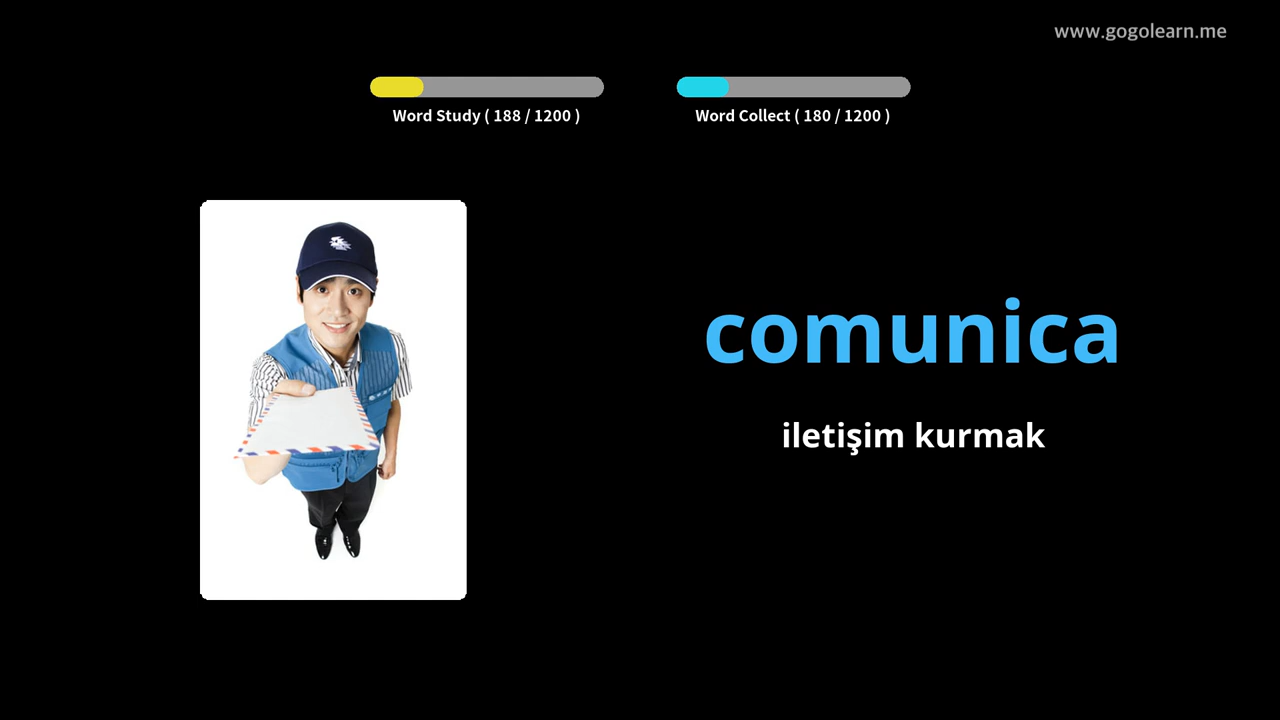 www.gogolearn.me
Word Study ( 188 / 1200 )
Word Collect ( 180 / 1200 )
comunica
iletişim kurmak